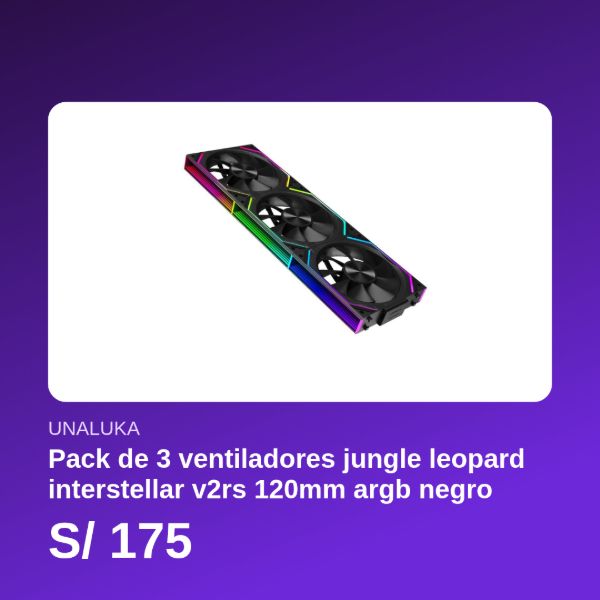 UNALUKA
Pack de 3 ventiladores jungle leopard
interstellar v2rs 120mm argb negro
S/ 175